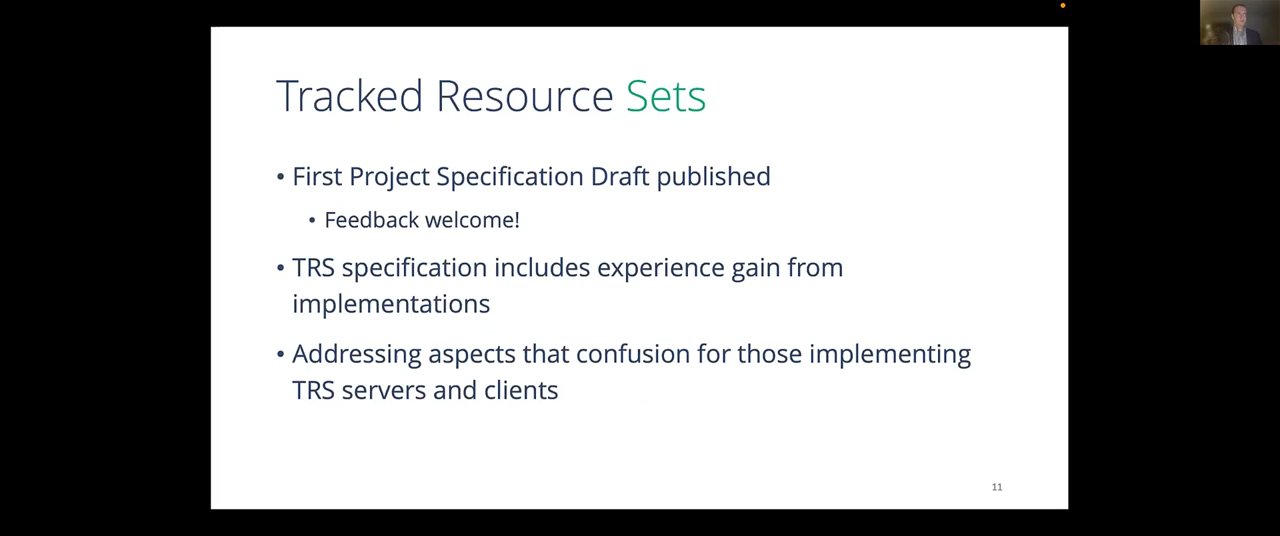 Tracked Resource Sets
• First Project Specification Draft published
• Feedback welcome!
• TRS specification includes experience gain from
implementations
• Addressing aspects that confusion for those implementing
TRS servers and clients
11